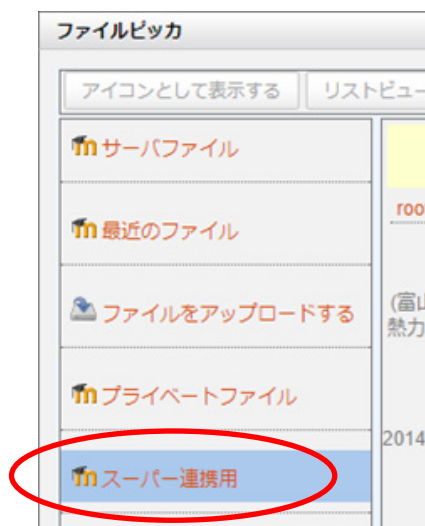 ファイルピッカ
アイコンとして表示する リストビュー
サーバファイル
最近のファイル
ファイルをアップロードする
プライベートファイル
スーパー連携用
roo
(富山
熱力
2014